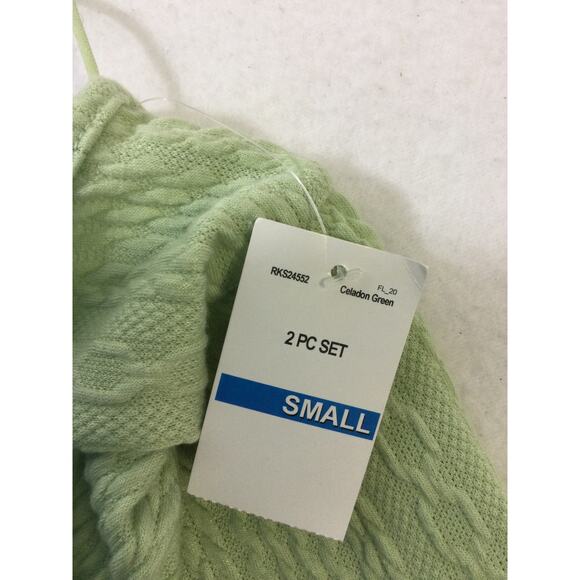 RKS24552
FL_20
Celadon Green
2 PC SET
SMALL